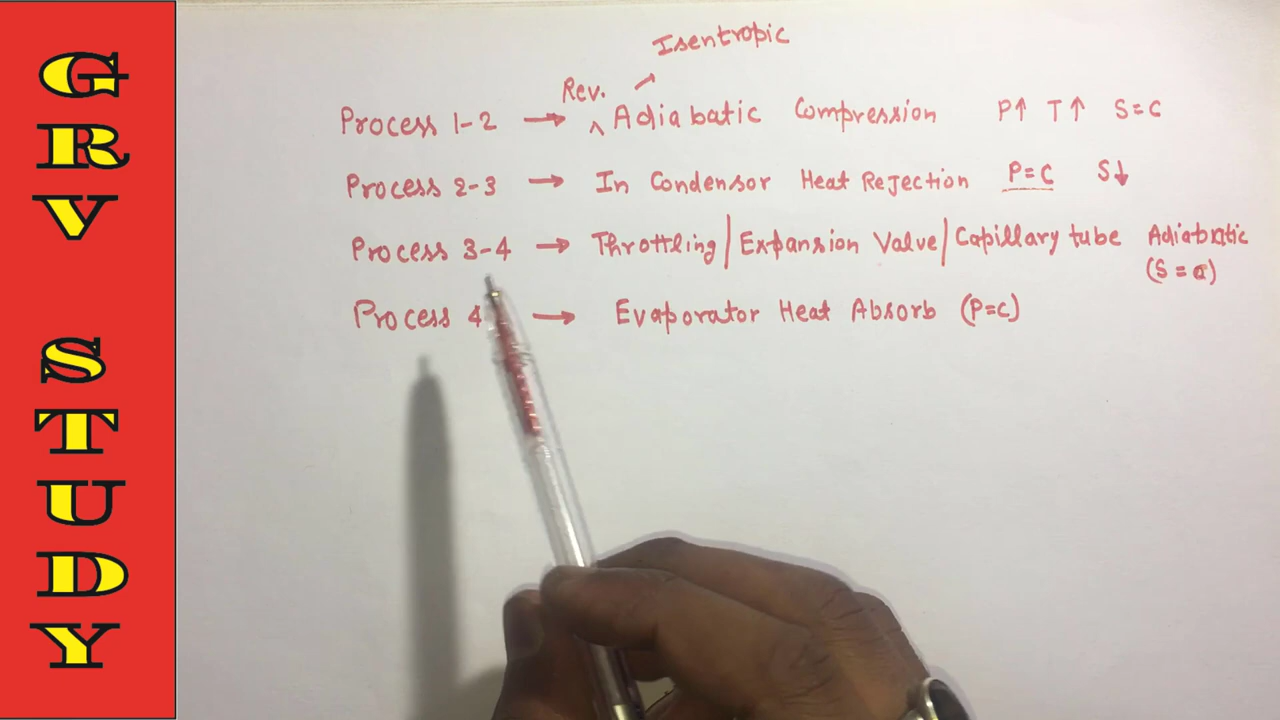 GRV STUDY
Isentropic
Rev.
Process 1-2 → ^ Adiabatic Compression P↑ T↑ S=C
Process 2-3 → In Condensor Heat Rejection P=C S↓
Process 3-4 → Throttling / Expansion Valve / Capillary tube Adiabatic
Process 4 → Evaporator Heat Absorb (P=C)